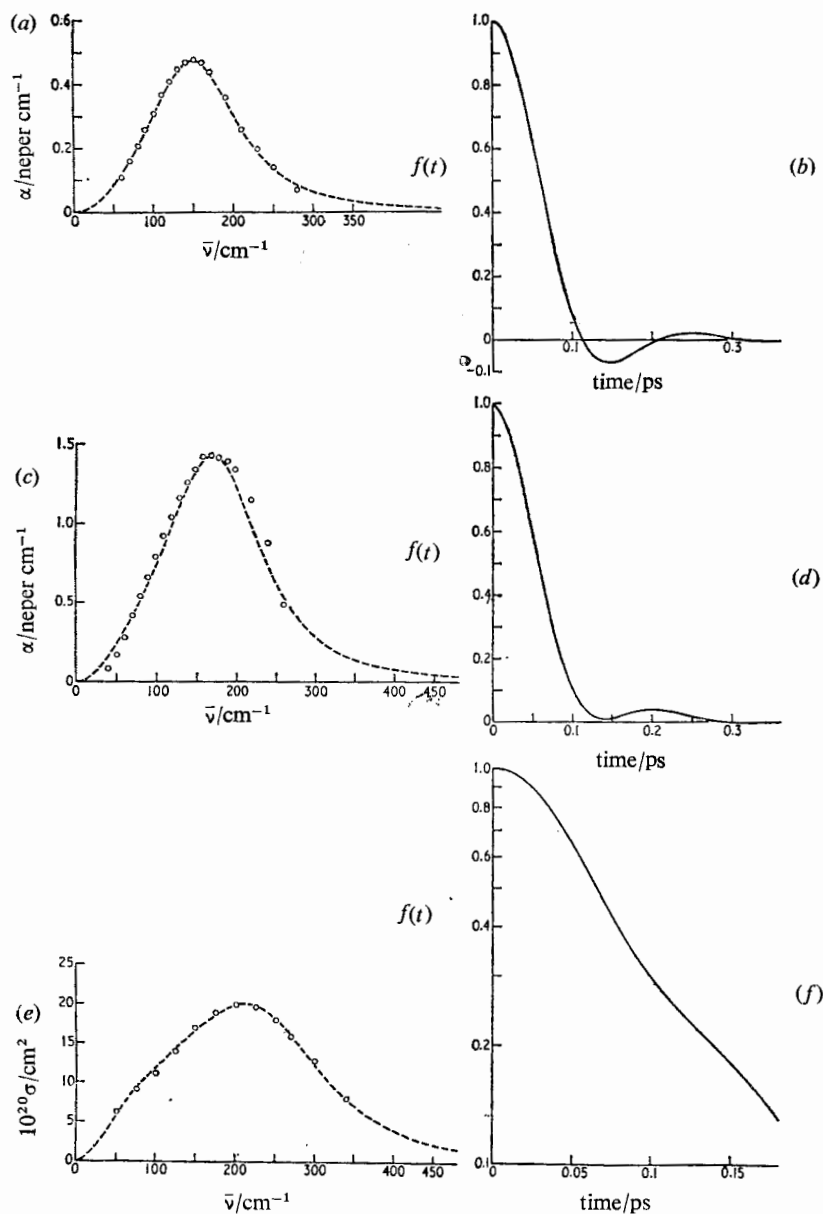 (a)
0.6
0.4
0.2
0
α/neper cm⁻¹
0 100 200 300 350
ν̄/cm⁻¹
f(t)
1.0
0.8
0.6
0.4
0.2
0
-0.1
0.1 0.3
time/ps
(b)
(c)
1.5
1.0
0.5
0
α/neper cm⁻¹
0 100 200 300 400 450
ν̄/cm⁻¹
f(t)
1.0
0.8
0.6
0.4
0.2
0
0 0.1 0.2 0.3
time/ps
(d)
(e)
25
20
15
10
5
0
10²⁰σ/cm²
0 100 200 300 400 450
ν̄/cm⁻¹
f(t)
1.0
0.8
0.6
0.4
0.2
0.1
0 0.05 0.1 0.15
time/ps
(f)